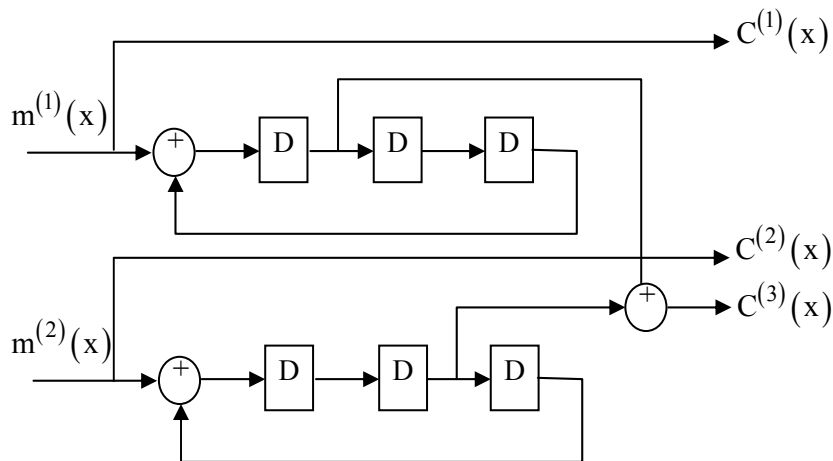 C^(1)(x)
m^(1)(x)
+
D
D
D
C^(2)(x)
+
C^(3)(x)
m^(2)(x)
+
D
D
D